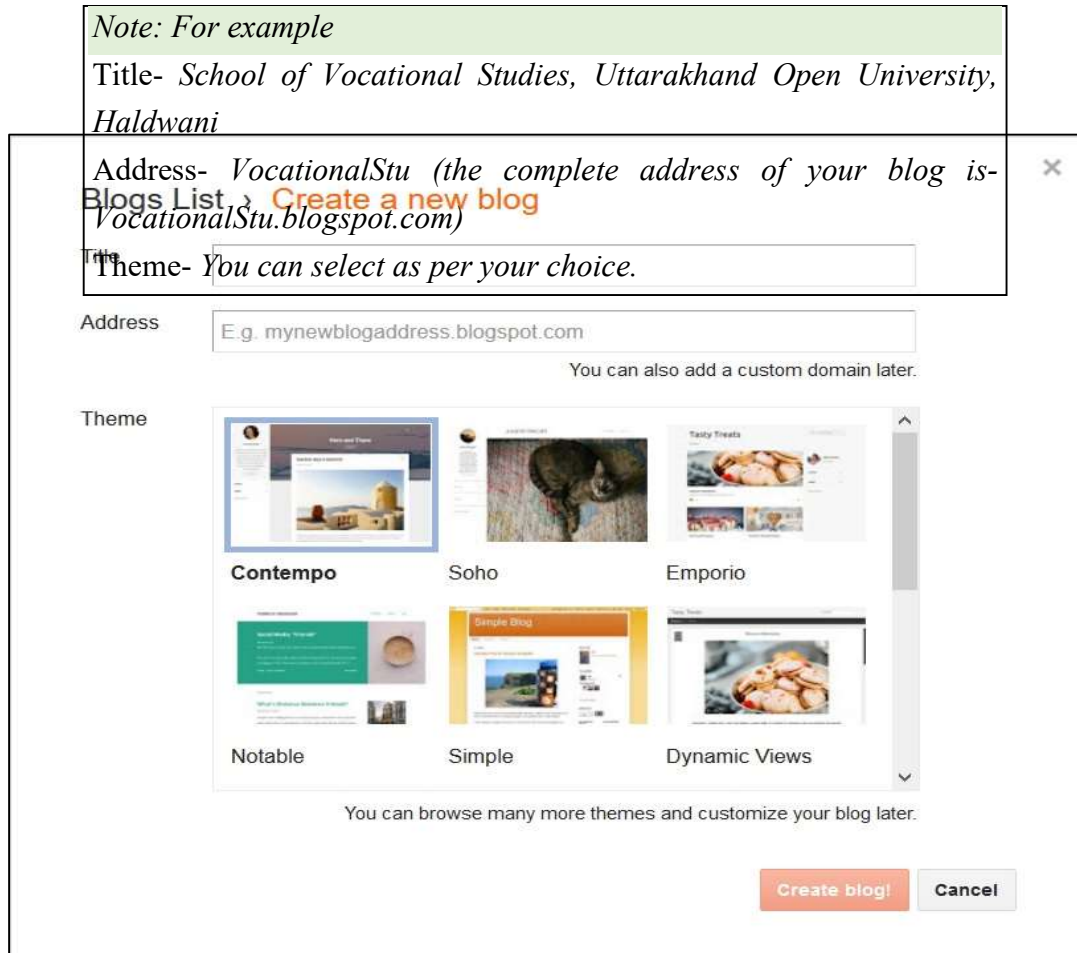 Note: For example
Title- School of Vocational Studies, Uttarakhand Open University,
Haldwani
Address- VocationalStu (the complete address of your blog is-
VocationalStu.blogspot.com)
Theme- You can select as per your choice.
×
Blogs List › Create a new blog
Title
Address
E.g. mynewblogaddress.blogspot.com
You can also add a custom domain later.
Theme
Tasty Treats
Contempo
Soho
Emporio
Simple Blog
Notable
Simple
Dynamic Views
You can browse many more themes and customize your blog later.
Create blog!
Cancel